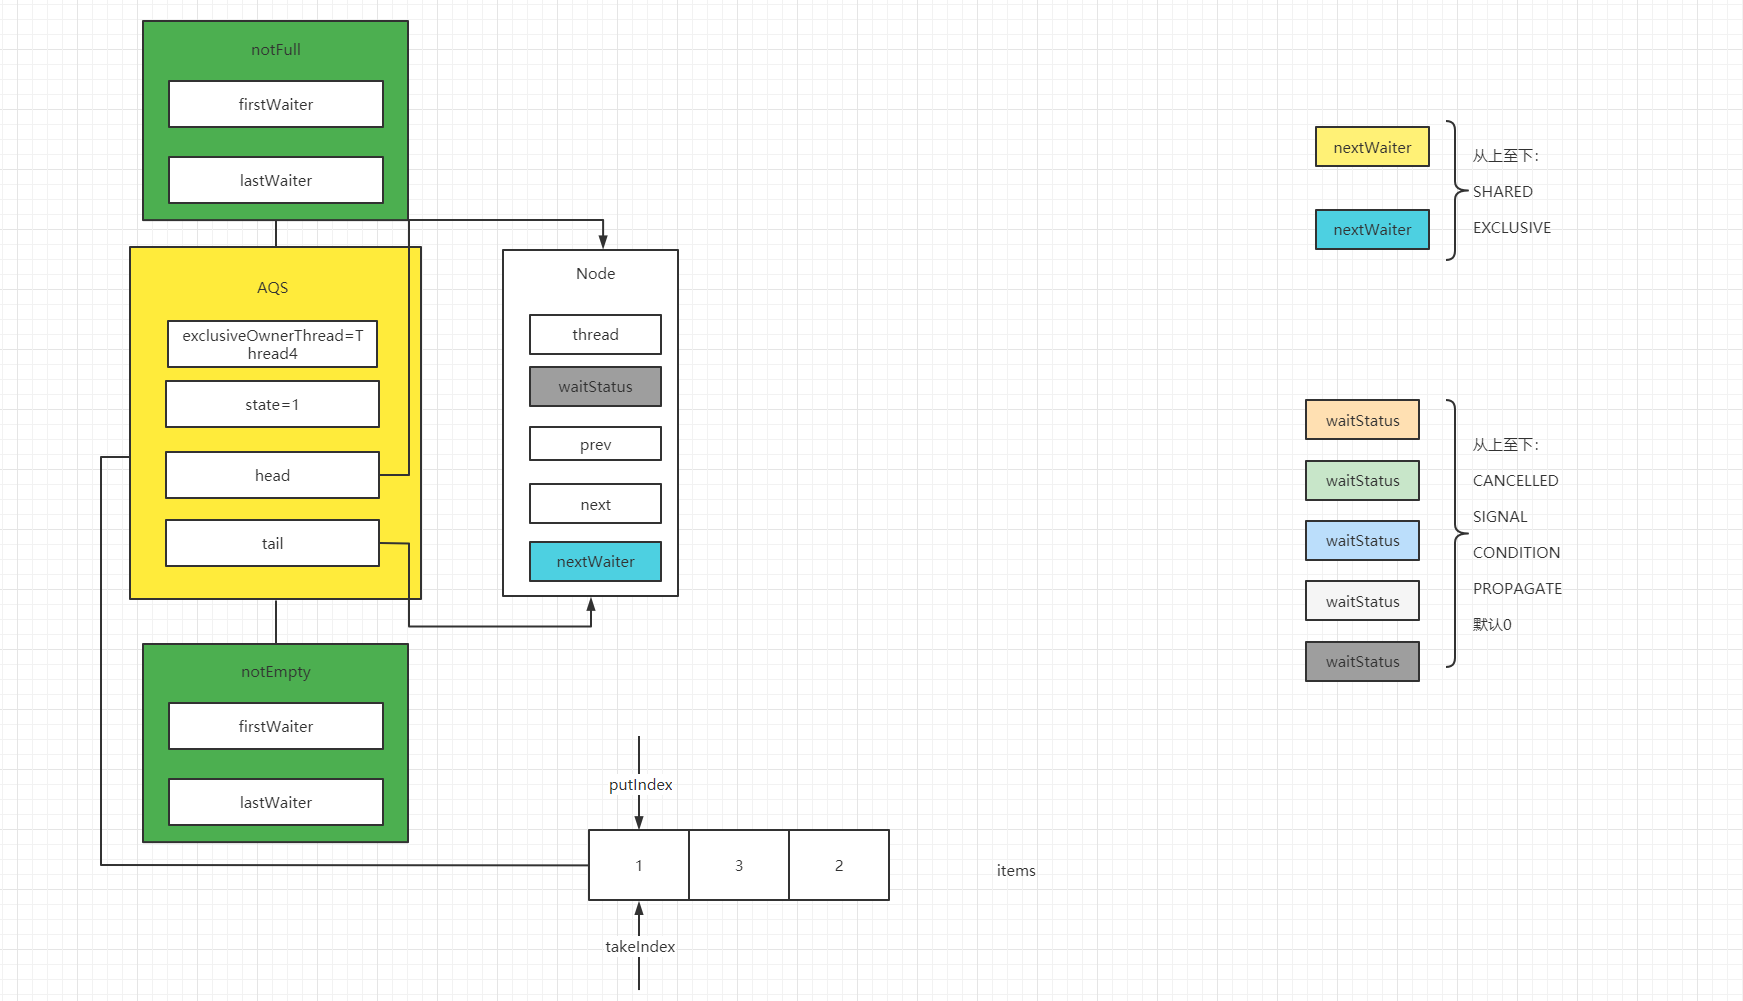 notFull
firstWaiter
lastWaiter
AQS
exclusiveOwnerThread=T
hread4
state=1
head
tail
notEmpty
firstWaiter
lastWaiter
Node
thread
waitStatus
prev
next
nextWaiter
putIndex
1
3
2
takeIndex
items
nextWaiter
nextWaiter
从上至下：
SHARED
EXCLUSIVE
waitStatus
waitStatus
waitStatus
waitStatus
waitStatus
从上至下：
CANCELLED
SIGNAL
CONDITION
PROPAGATE
默认0